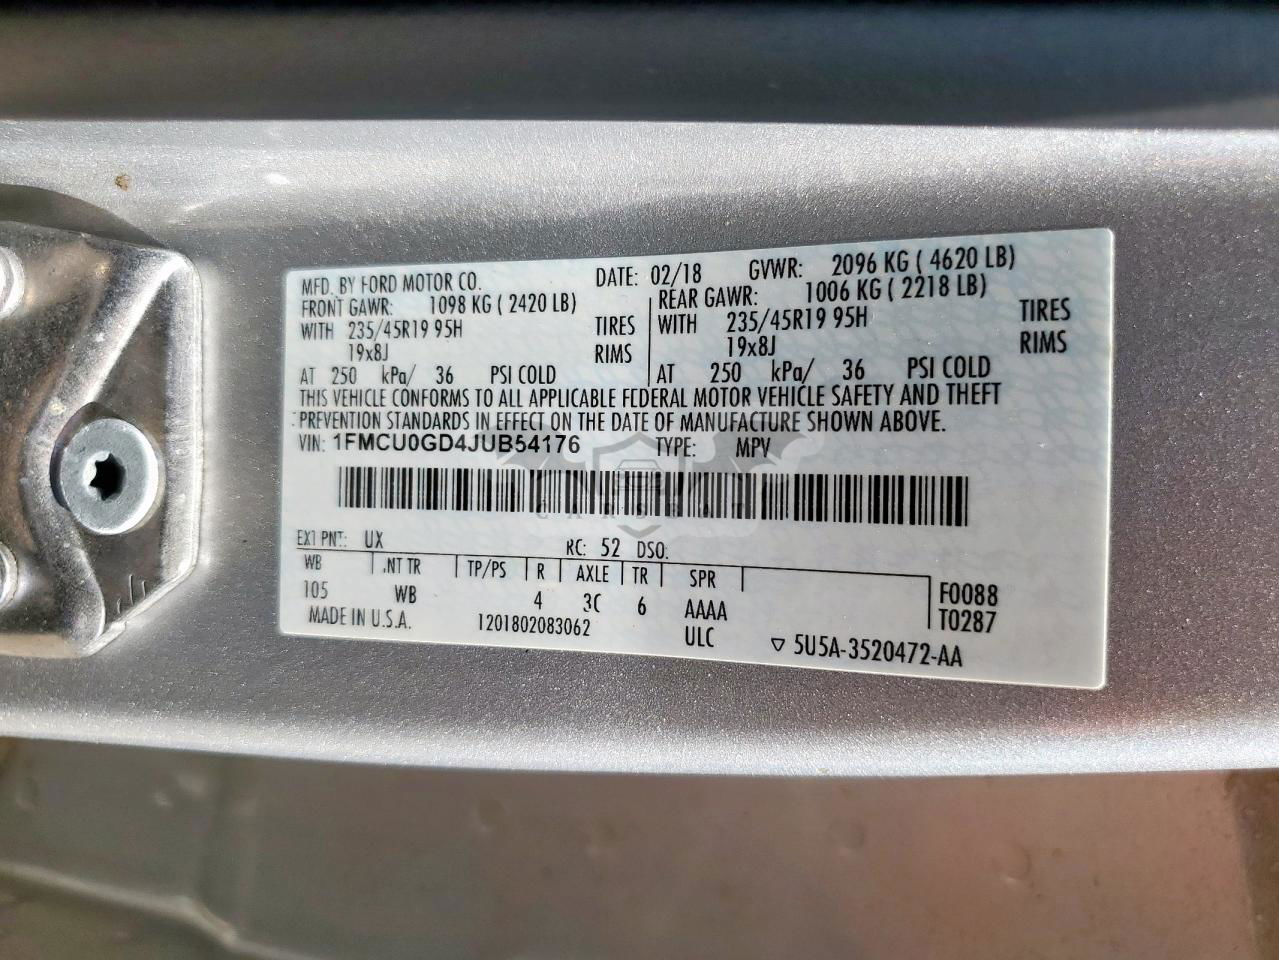 MFD. BY FORD MOTOR CO. DATE: 02/18 GVWR: 2096 KG ( 4620 LB)
FRONT GAWR: 1098 KG ( 2420 LB) REAR GAWR: 1006 KG ( 2218 LB)
WITH 235/45R19 95H TIRES WITH 235/45R19 95H TIRES
19x8J RIMS 19x8J RIMS
AT 250 kPa/ 36 PSI COLD AT 250 kPa/ 36 PSI COLD
THIS VEHICLE CONFORMS TO ALL APPLICABLE FEDERAL MOTOR VEHICLE SAFETY AND THEFT
PREVENTION STANDARDS IN EFFECT ON THE DATE OF MANUFACTURE SHOWN ABOVE.
VIN: 1FMCU0GD4JUB54176 TYPE: MPV
CARSBAT
EXT PNT: UX RC: 52 DSO:
WB INT TR TP/PS R AXLE TR SPR F0088
105 WB 4 3C 6 AAAA T0287
MADE IN U.S.A. 1201802083062 ULC ▽ 5U5A-3520472-AA